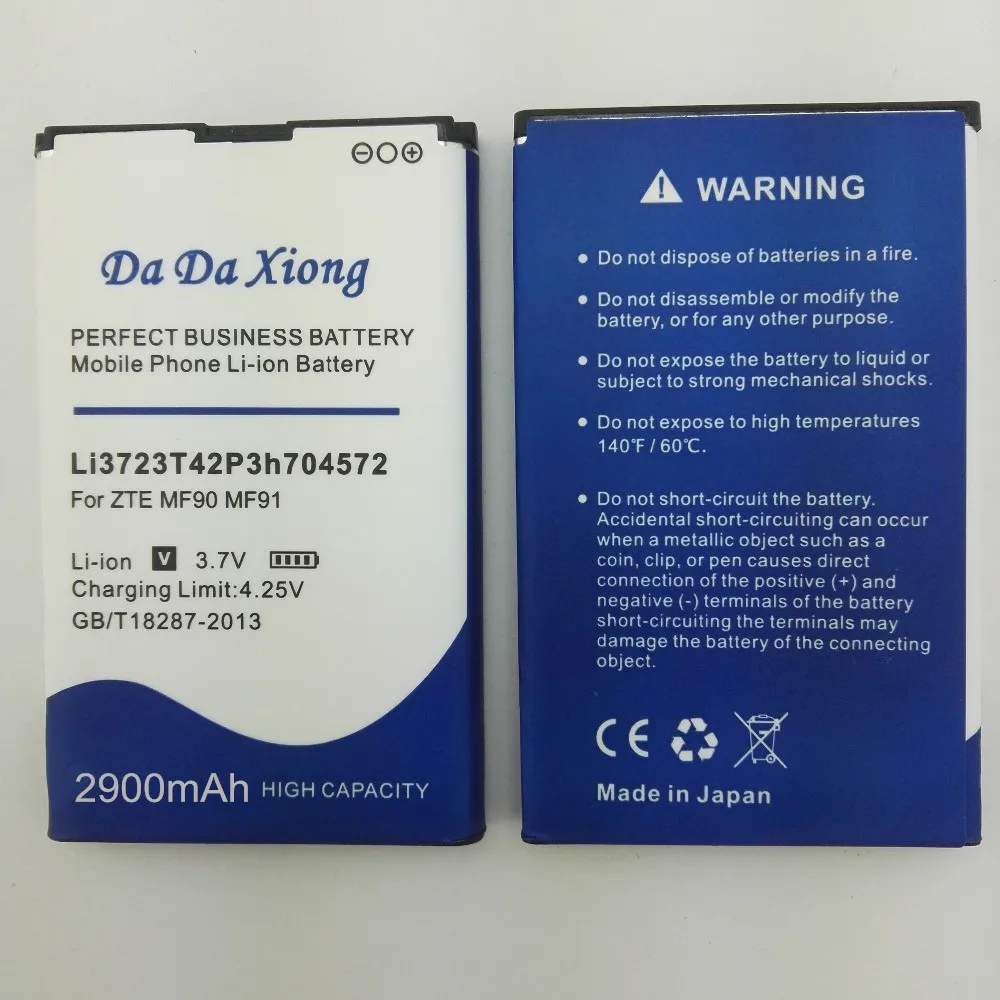 Da Da Xiong
PERFECT BUSINESS BATTERY
Mobile Phone Li-ion Battery
Li3723T42P3h704572
For ZTE MF90 MF91
Li-ion V 3.7V
Charging Limit:4.25V
GB/T18287-2013
2900mAh HIGH CAPACITY
WARNING
• Do not dispose of batteries in a fire.
• Do not disassemble or modify the
battery, or for any other purpose.
• Do not expose the battery to liquid or
subject to strong mechanical shocks.
• Do not expose to high temperatures
140℉/60℃.
• Do not short-circuit the battery.
Accidental short-circuiting can occur
when a metallic object such as a
coin, clip, or pen causes direct
connection of the positive (+) and
negative (-) terminals of the battery
short-circuiting the terminals may
damage the battery of the connecting
object.
CE
Made in Japan